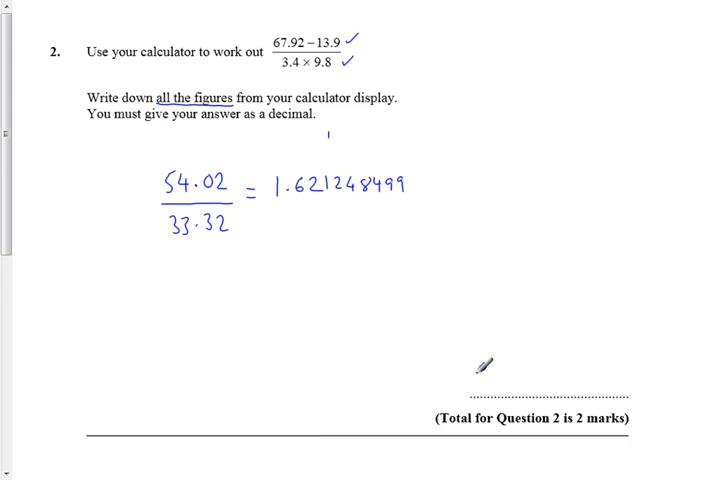 2. Use your calculator to work out 67.92 – 13.9
3.4 × 9.8
Write down all the figures from your calculator display.
You must give your answer as a decimal.
54.02
33.32
= 1.621248499
(Total for Question 2 is 2 marks)